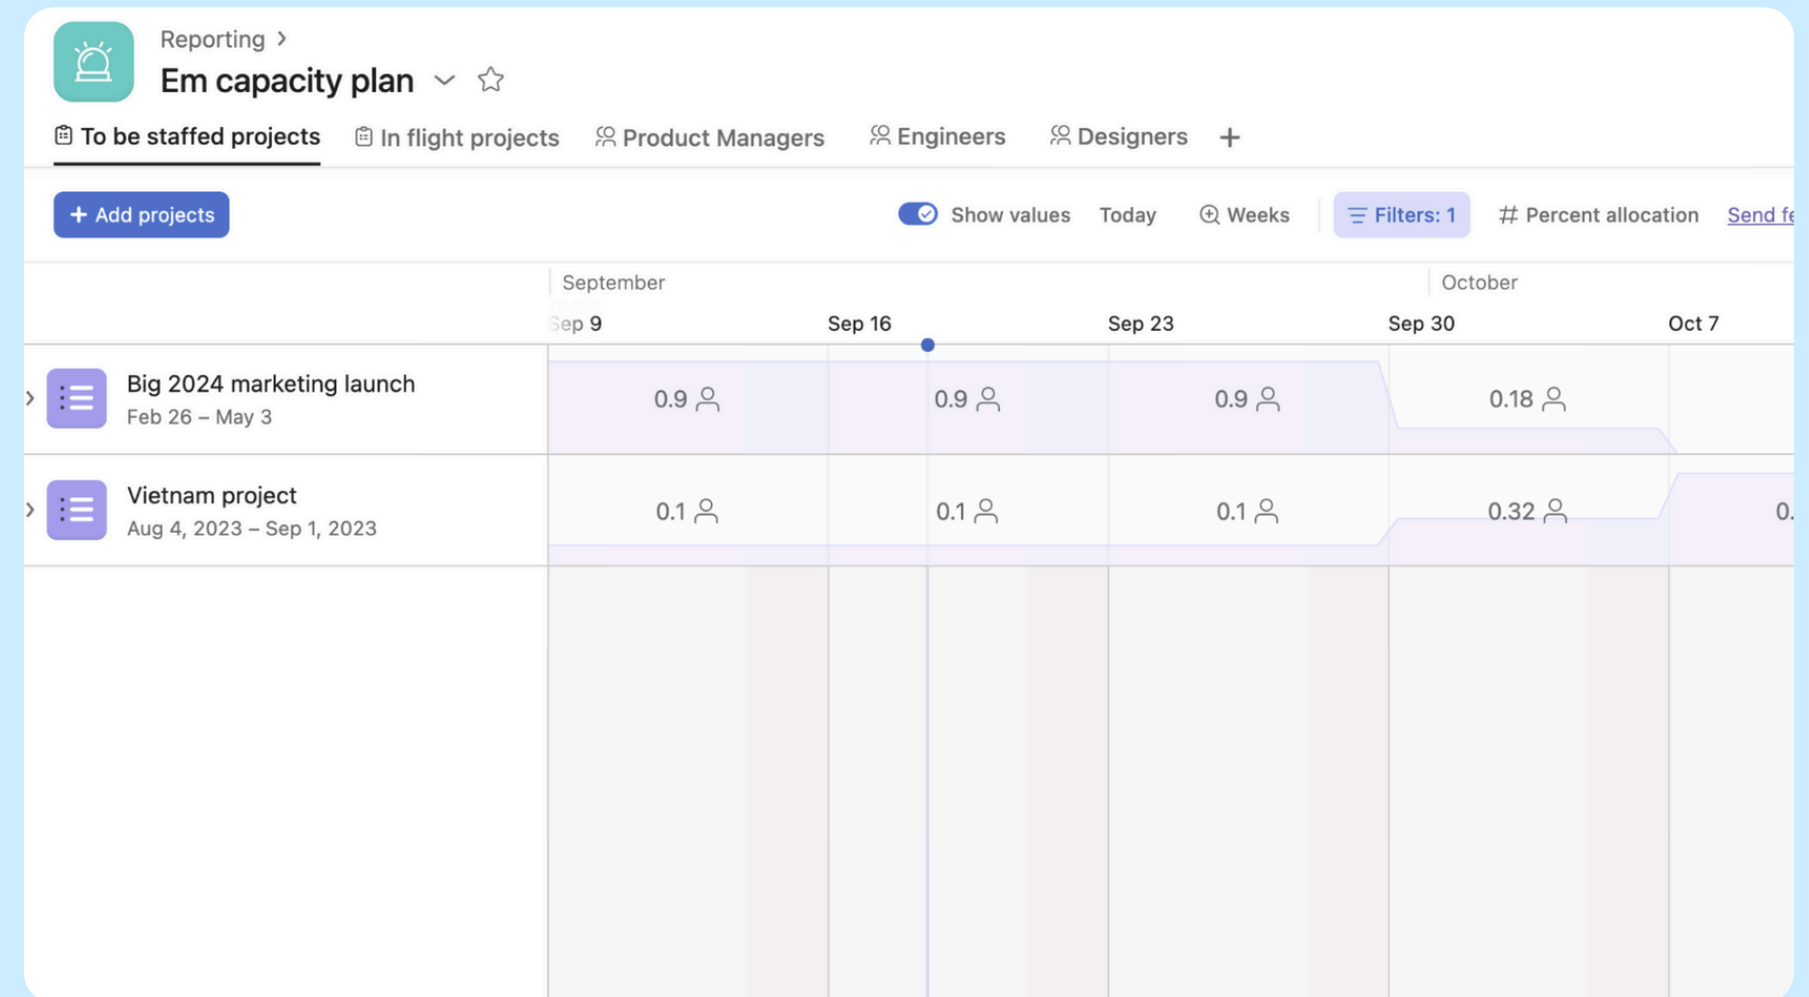 Reporting
Em capacity plan
To be staffed projects In flight projects Product Managers Engineers Designers +
+ Add projects Show values Today Weeks Filters: 1 # Percent allocation Send
September October
Sep 9 Sep 16 Sep 23 Sep 30 Oct 7
Big 2024 marketing launch
Feb 26 – May 3
0.9 0.9 0.9 0.18
Vietnam project
Aug 4, 2023 – Sep 1, 2023
0.1 0.1 0.1 0.32